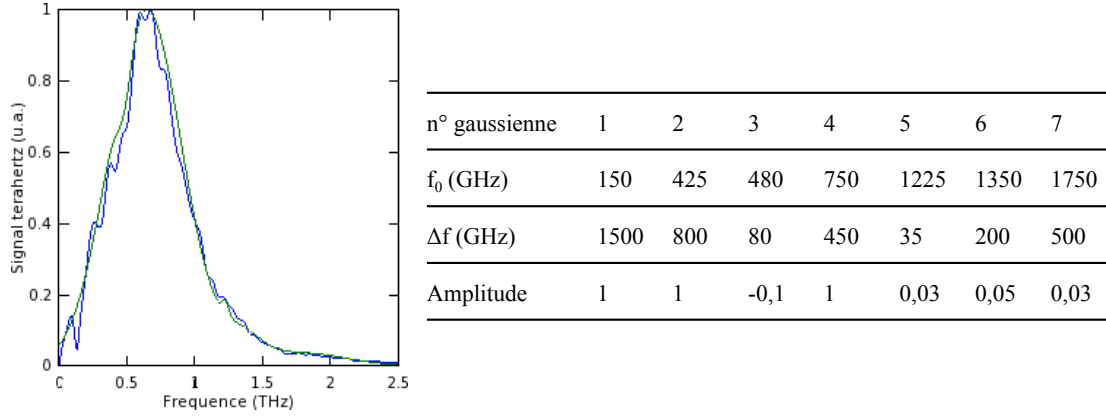 1
0.8
0.6
0.4
0.2
0
Signal terahertz (u.a.)
0 0.5 1 1.5 2 2.5
Frequence (THz)
n° gaussienne 1 2 3 4 5 6 7
f₀ (GHz) 150 425 480 750 1225 1350 1750
Δf (GHz) 1500 800 80 450 35 200 500
Amplitude 1 1 -0,1 1 0,03 0,05 0,03